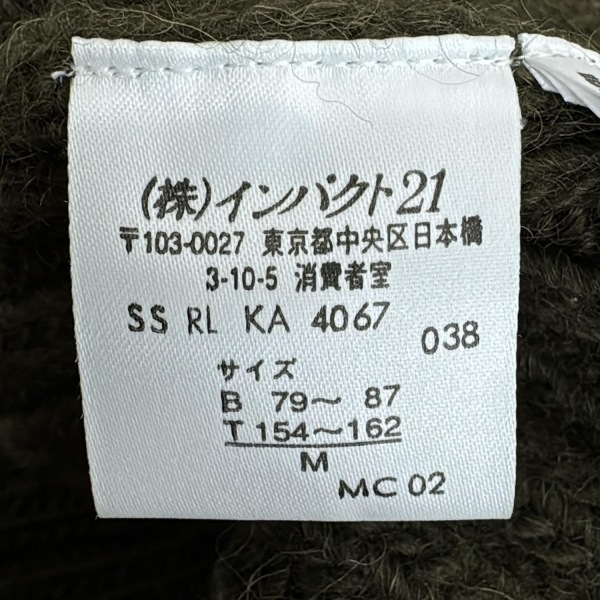 (株)インパクト21
〒103-0027 東京都中央区日本橋
3-10-5 消費者室
SS RL KA 4067
038
サイズ
B 79〜 87
T 154〜162
M
MC 02